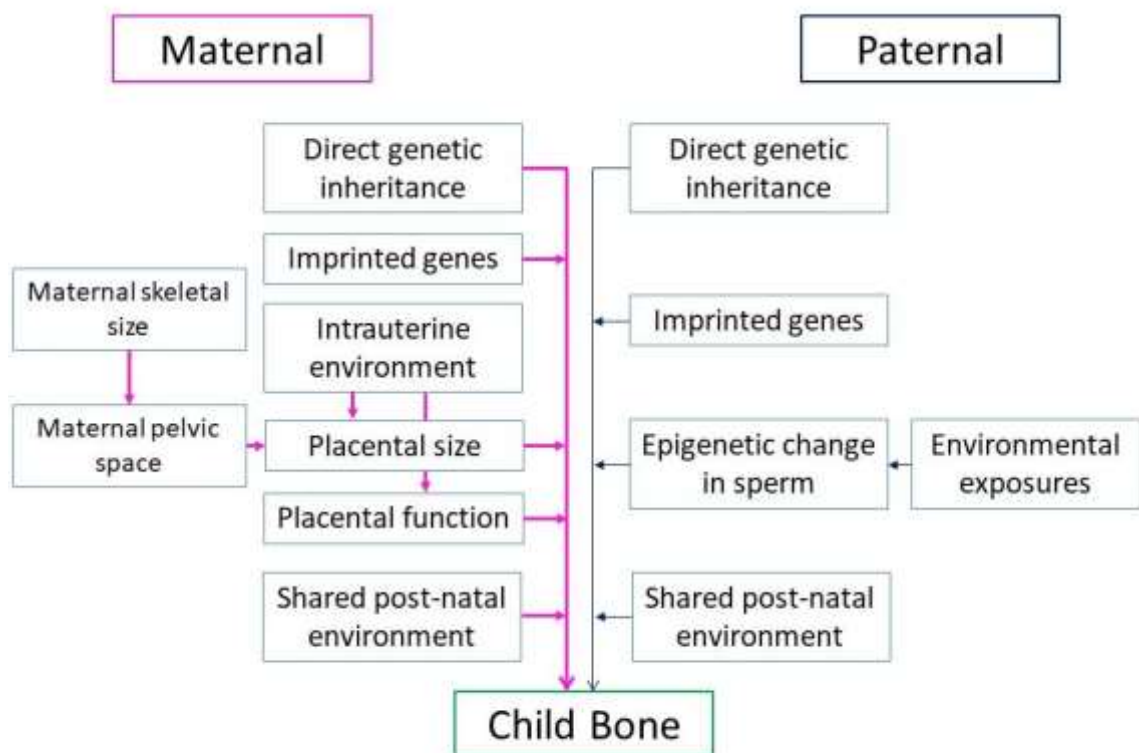 Maternal
Paternal
Direct genetic
inheritance
Imprinted genes
Maternal skeletal
size
Intrauterine
environment
Maternal pelvic
space
Placental size
Placental function
Shared post-natal
environment
Direct genetic
inheritance
Imprinted genes
Epigenetic change
in sperm
Environmental
exposures
Shared post-natal
environment
Child Bone